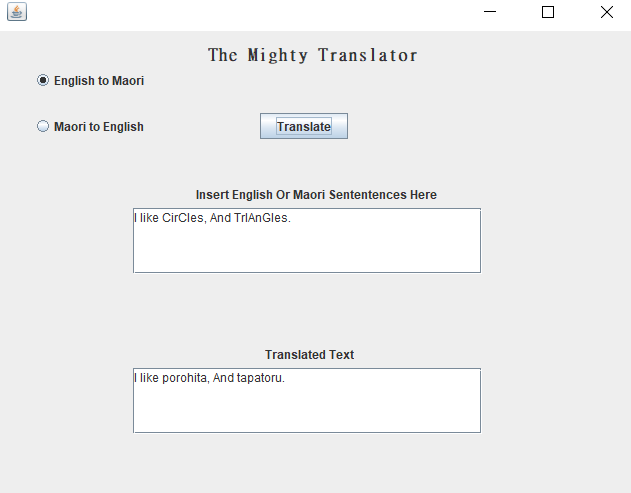 The Mighty Translator
English to Maori
Maori to English
Translate
Insert English Or Maori Sententences Here
I like CirCles, And TrIAnGles.
Translated Text
I like porohita, And tapatoru.